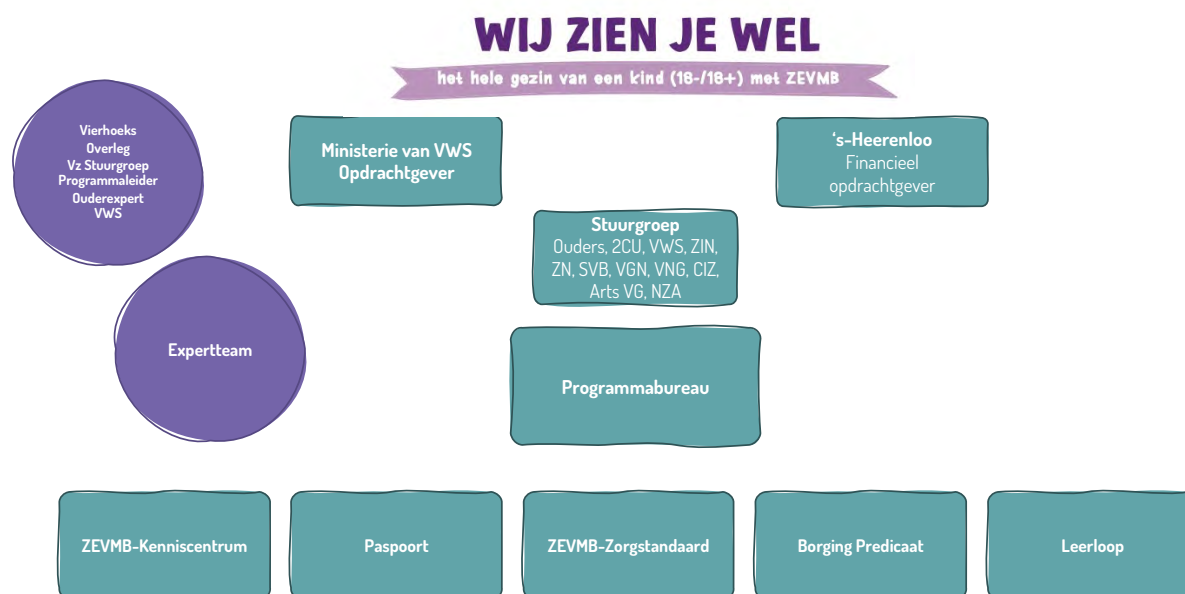 WIJ ZIEN JE WEL
het hele gezin van een kind (18-/18+) met ZEVMB
Vierhoeks
Overleg
Vz Stuurgroep
Programmaleider
Ouderexpert
VWS
Ministerie van VWS
Opdrachtgever
‘s-Heerenloo
Financieel
opdrachtgever
Stuurgroep
Ouders, 2CU, VWS, ZIN,
ZN, SVB, VGN, VNG, CIZ,
Arts VG, NZA
Expertteam
Programmabureau
ZEVMB-Kenniscentrum
Paspoort
ZEVMB-Zorgstandaard
Borging Predicaat
Leerloop